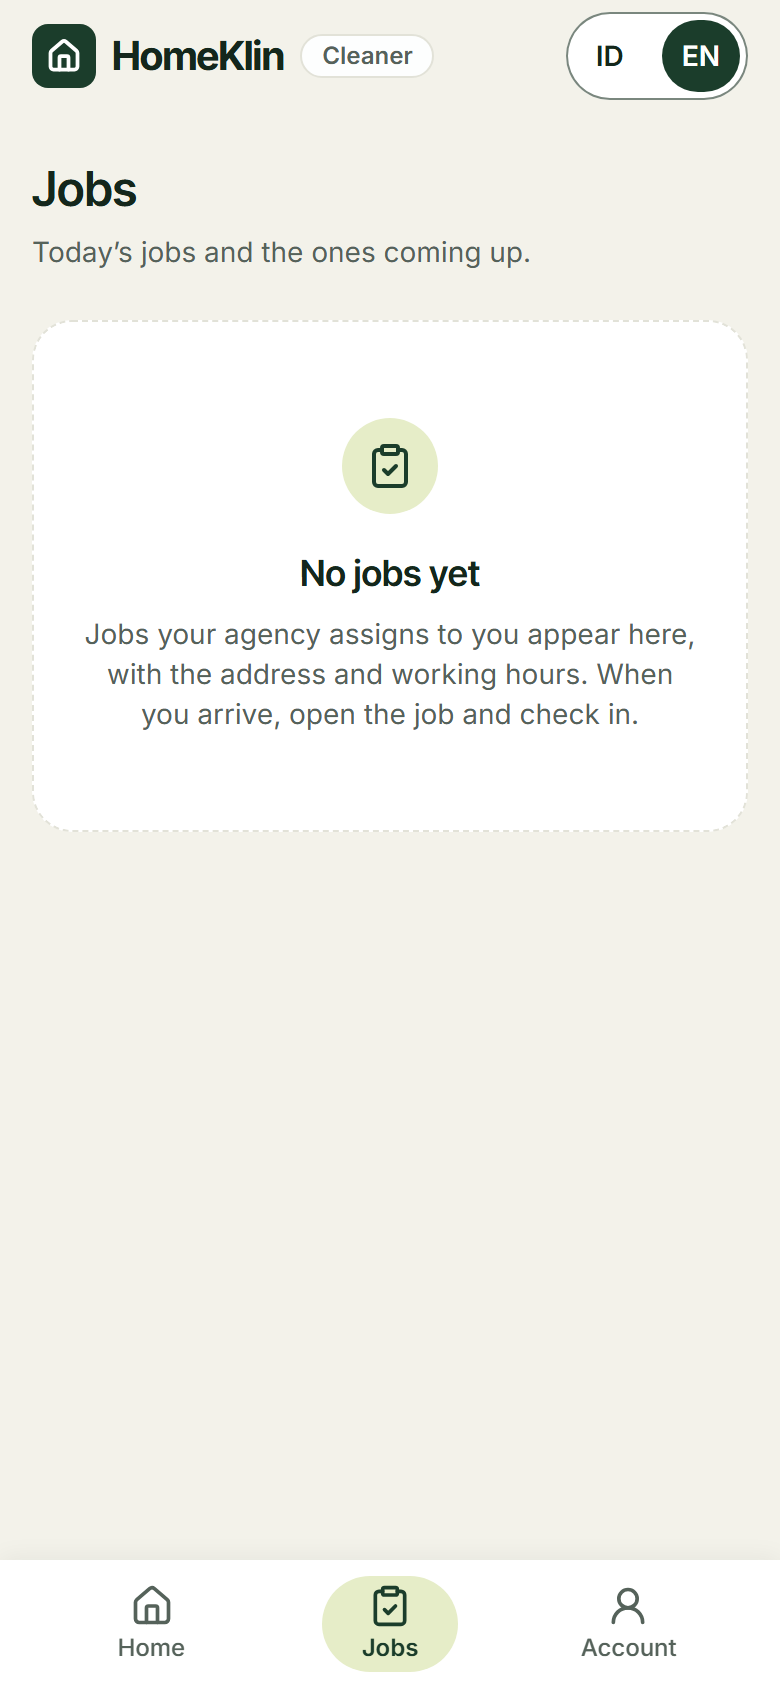 HomeKlin
Cleaner
ID
EN
Jobs
Today’s jobs and the ones coming up.
No jobs yet
Jobs your agency assigns to you appear here,
with the address and working hours. When
you arrive, open the job and check in.
Home
Jobs
Account